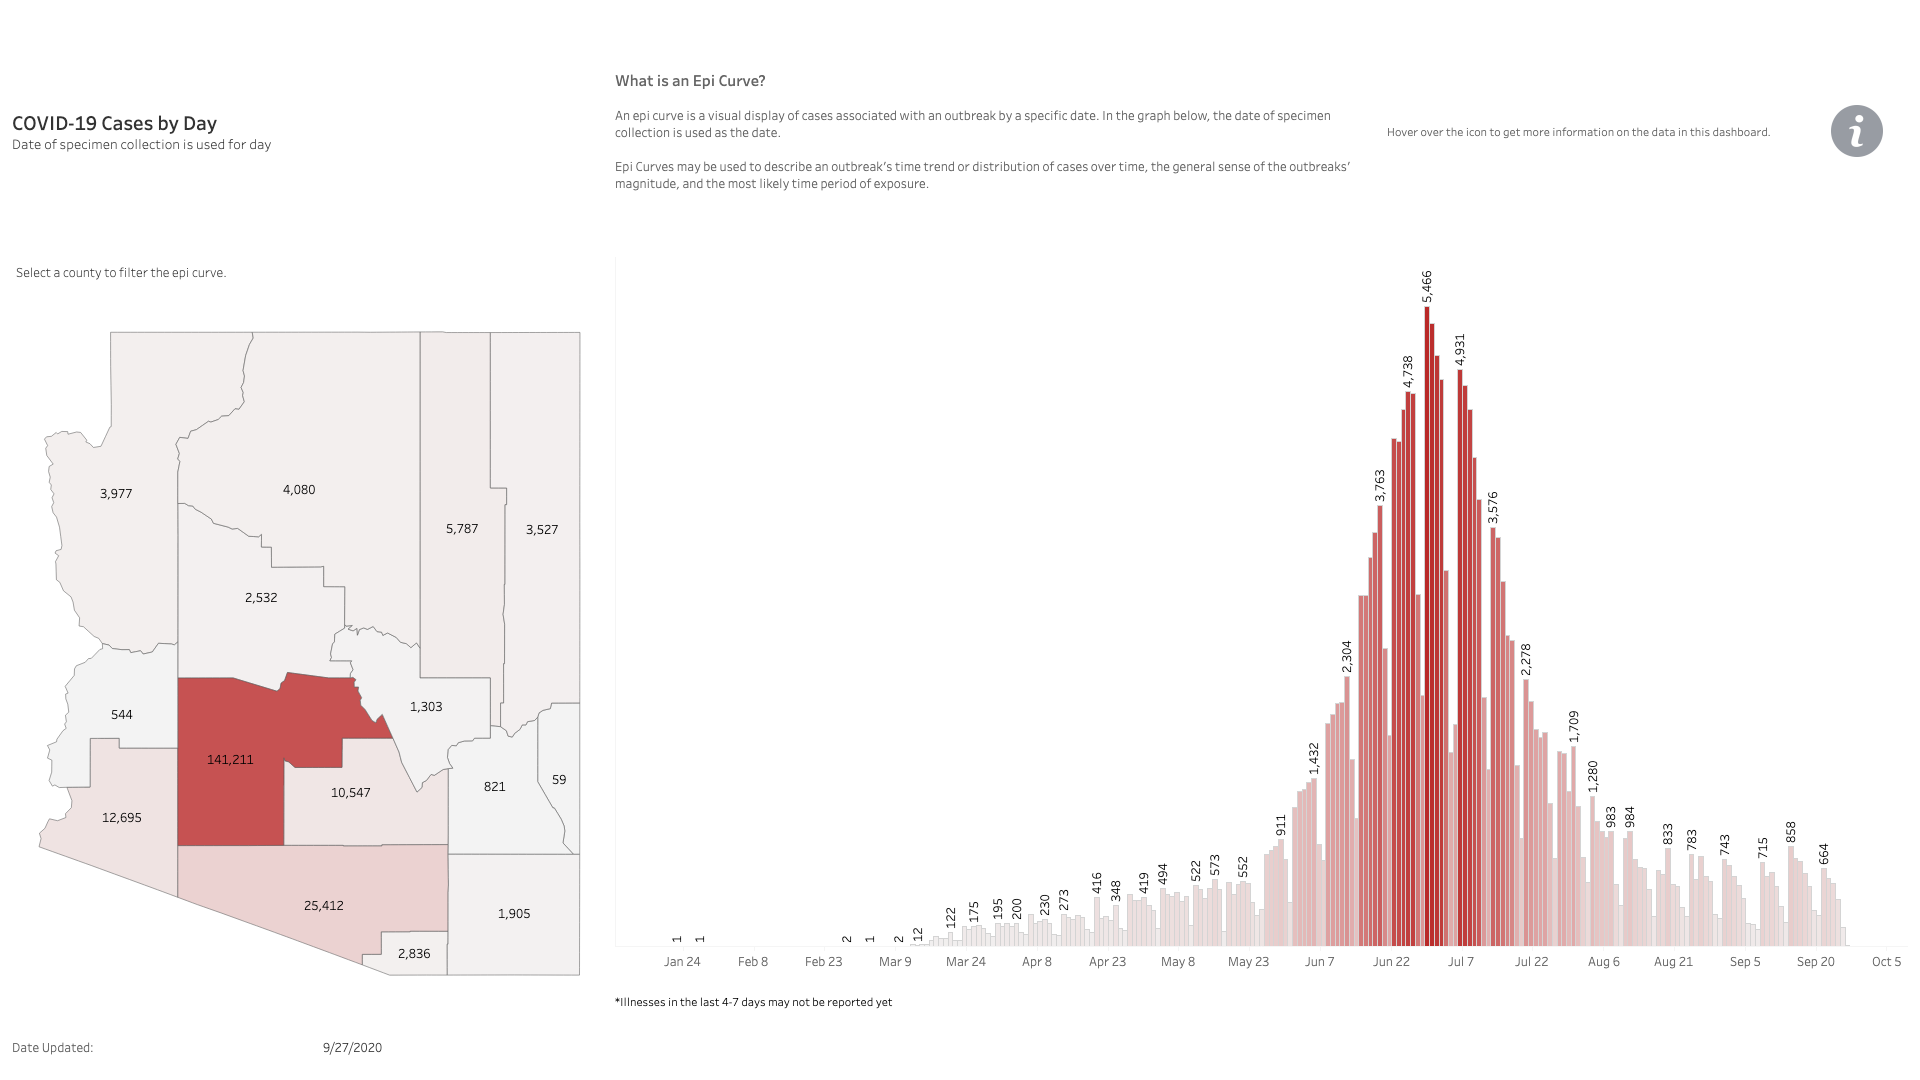 What is an Epi Curve?
An epi curve is a visual display of cases associated with an outbreak by a specific date. In the graph below, the date of specimen
collection is used as the date.
Epi Curves may be used to describe an outbreak's time trend or distribution of cases over time, the general sense of the outbreaks'
magnitude, and the most likely time period of exposure.
COVID-19 Cases by Day
Date of specimen collection is used for day
Hover over the icon to get more information on the data in this dashboard.
i
Select a county to filter the epi curve.
3,977
4,080
5,787
3,527
2,532
544
1,303
141,211
59
821
10,547
12,695
25,412
1,905
2,836
1
1
2
1
2
12
122
175
195
200
230
273
416
348
419
494
522
573
552
911
1,432
2,304
3,763
4,738
5,466
4,931
3,576
2,278
1,709
1,280
983
984
833
783
743
715
858
664
Jan 24
Feb 8
Feb 23
Mar 9
Mar 24
Apr 8
Apr 23
May 8
May 23
Jun 7
Jun 22
Jul 7
Jul 22
Aug 6
Aug 21
Sep 5
Sep 20
Oct 5
*Illnesses in the last 4-7 days may not be reported yet
Date Updated:
9/27/2020